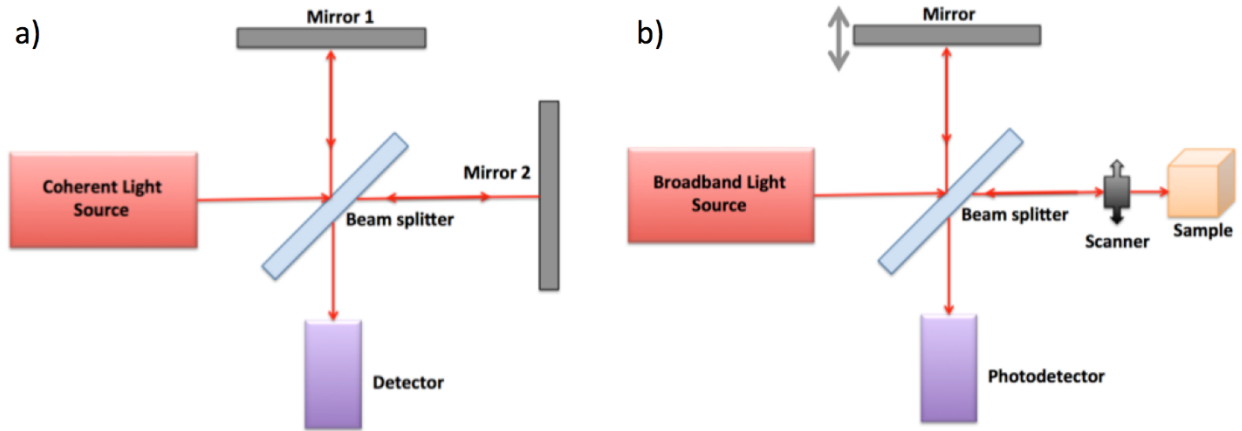 a)
Mirror 1
Coherent Light
Source
Mirror 2
Beam splitter
Detector
b)
Mirror
Broadband Light
Source
Beam splitter
Scanner
Sample
Photodetector